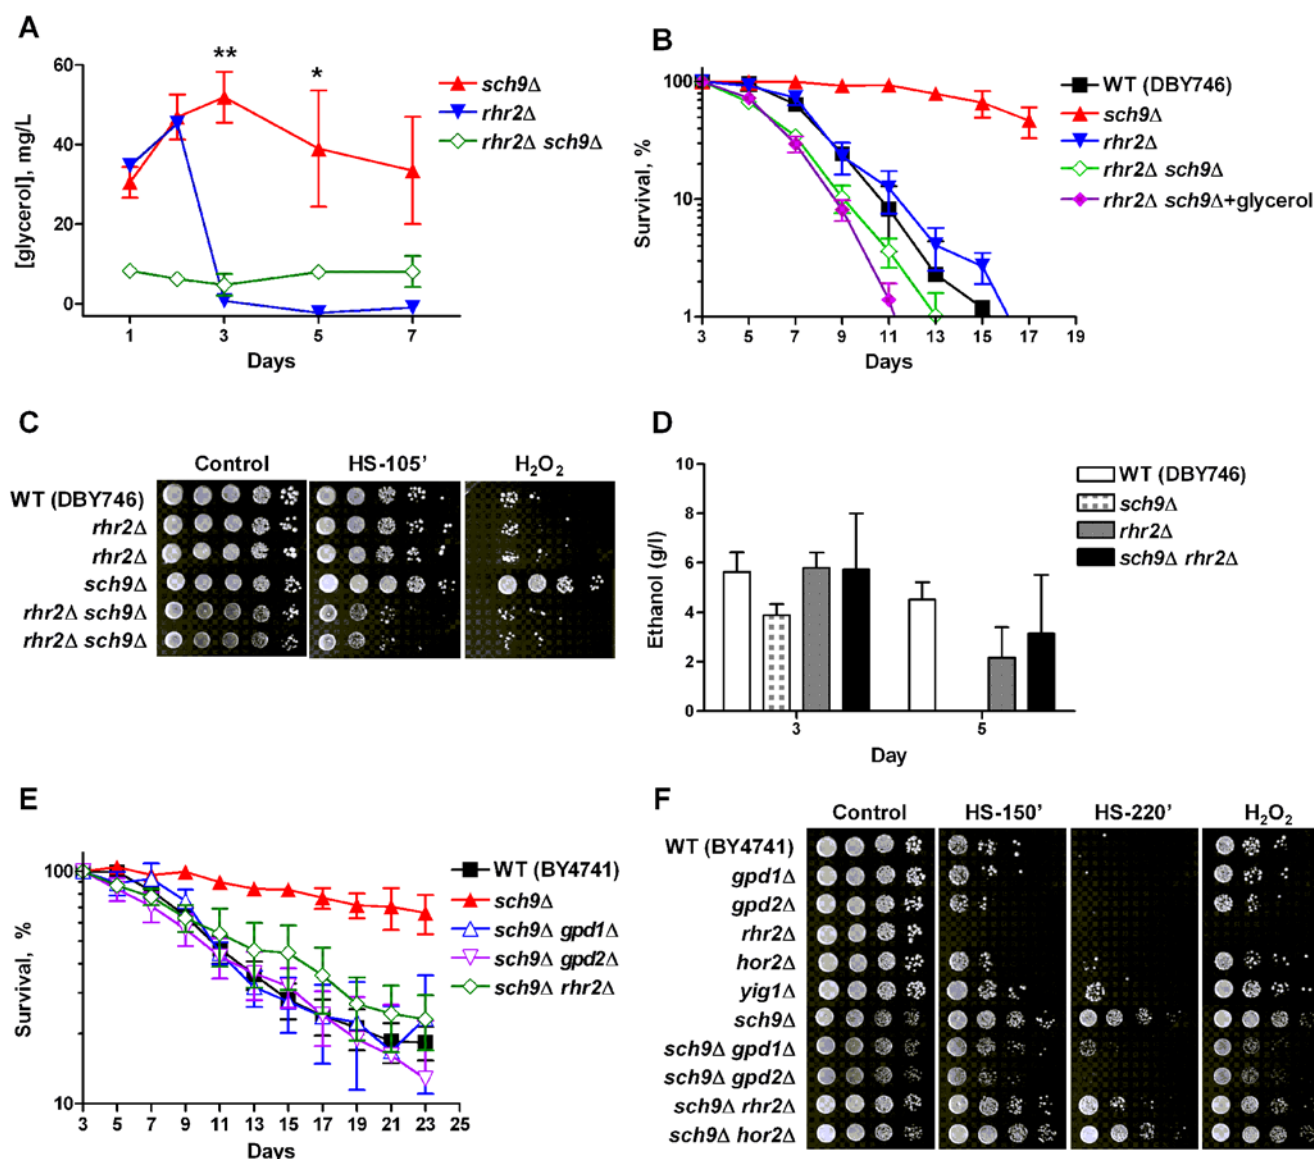 A
[glycerol], mg/L
60
40
20
0
1
3
5
7
Days
**
*
sch9Δ
rhr2Δ
rhr2Δ sch9Δ
B
Survival, %
100
10
1
3
5
7
9
11
13
15
17
19
Days
WT (DBY746)
sch9Δ
rhr2Δ
rhr2Δ sch9Δ
rhr2Δ sch9Δ+glycerol
C
Control
HS-105'
H₂O₂
WT (DBY746)
rhr2Δ
rhr2Δ
sch9Δ
rhr2Δ sch9Δ
rhr2Δ sch9Δ
D
Ethanol (g/l)
10
8
6
4
2
0
3
5
Day
WT (DBY746)
sch9Δ
rhr2Δ
sch9Δ rhr2Δ
E
Survival, %
100
10
3
5
7
9
11
13
15
17
19
21
23
25
Days
WT (BY4741)
sch9Δ
sch9Δ gpd1Δ
sch9Δ gpd2Δ
sch9Δ rhr2Δ
F
Control
HS-150'
HS-220'
H₂O₂
WT (BY4741)
gpd1Δ
gpd2Δ
rhr2Δ
hor2Δ
yig1Δ
sch9Δ
sch9Δ gpd1Δ
sch9Δ gpd2Δ
sch9Δ rhr2Δ
sch9Δ hor2Δ